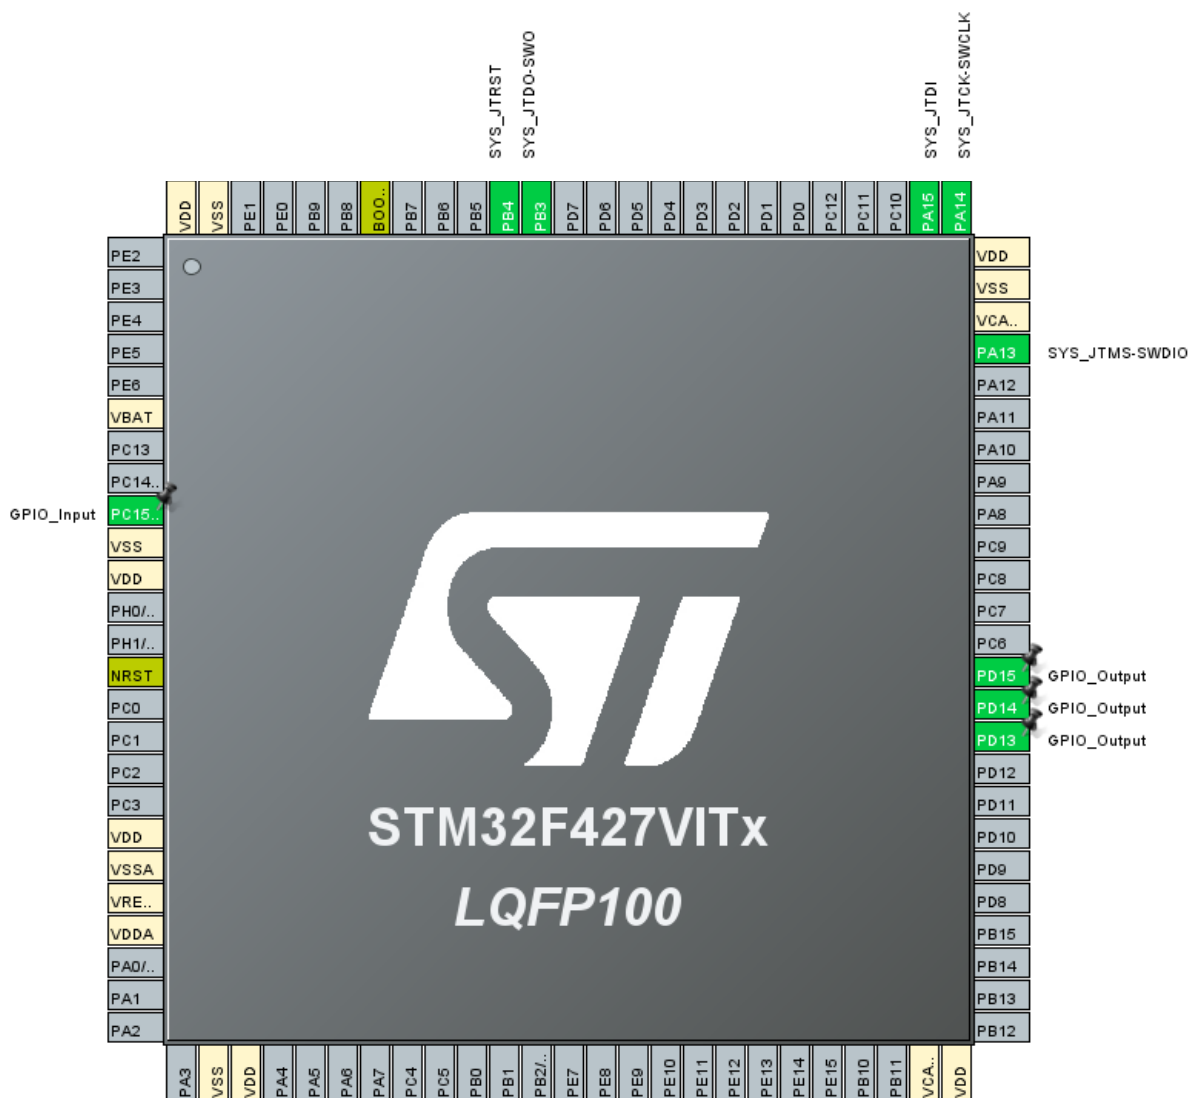 SYS_JTRST
SYS_JTDO-SWO
SYS_JTDI
SYS_JTCK-SWCLK
VDD
VSS
PE1
PE0
PB9
PB8
BOO..
PB7
PB6
PB5
PB4
PB3
PD7
PD6
PD5
PD4
PD3
PD2
PD1
PD0
PC12
PC11
PC10
PA15
PA14
PE2
PE3
PE4
PE5
PE6
VBAT
PC13
PC14..
GPIO_Input PC15..
VSS
VDD
PH0/..
PH1/..
NRST
PC0
PC1
PC2
PC3
VDD
VSSA
VRE..
VDDA
PA0/..
PA1
PA2
ST
STM32F427VITx
LQFP100
VDD
VSS
VCA..
PA13 SYS_JTMS-SWDIO
PA12
PA11
PA10
PA9
PA8
PC9
PC8
PC7
PC6
PD15 GPIO_Output
PD14 GPIO_Output
PD13 GPIO_Output
PD12
PD11
PD10
PD9
PD8
PB15
PB14
PB13
PB12
PA3
VSS
VDD
PA4
PA5
PA6
PA7
PC4
PC5
PB0
PB1
PB2/..
PE7
PE8
PE9
PE10
PE11
PE12
PE13
PE14
PE15
PB10
PB11
VCA..
VDD